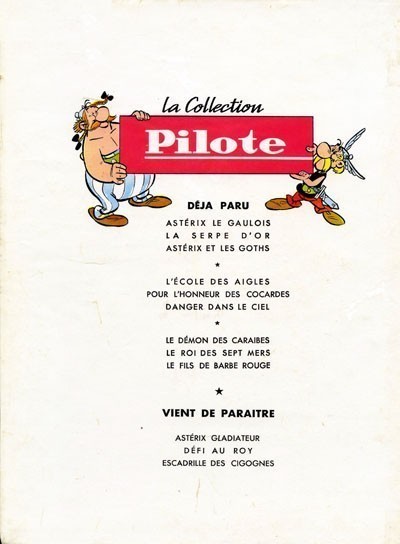 la Collection
Pilote
DÉJA PARU
ASTÉRIX LE GAULOIS
LA SERPE D'OR
ASTÉRIX ET LES GOTHS
L'ÉCOLE DES AIGLES
POUR L'HONNEUR DES COCARDES
DANGER DANS LE CIEL
LE DÉMON DES CARAIBES
LE ROI DES SEPT MERS
LE FILS DE BARBE ROUGE
VIENT DE PARAITRE
ASTÉRIX GLADIATEUR
DÉFI AU ROY
ESCADRILLE DES CIGOGNES